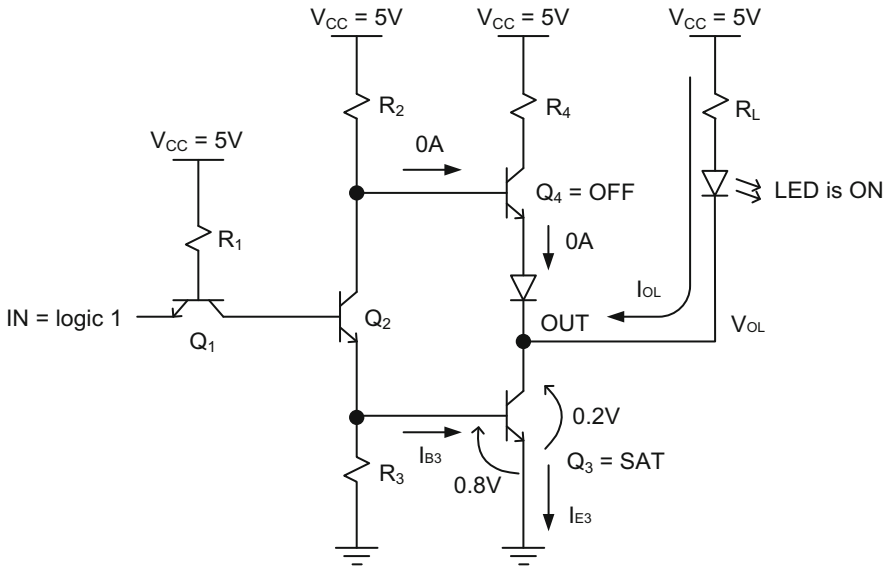 VCC = 5V
VCC = 5V
VCC = 5V
R2
R4
RL
VCC = 5V
0A
Q4 = OFF
LED is ON
R1
0A
IOL
IN = logic 1
Q1
Q2
OUT
VOL
0.2V
IB3
R3
0.8V
Q3 = SAT
IE3